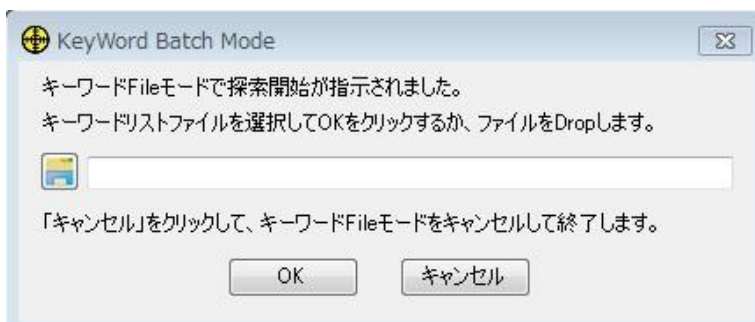 KeyWord Batch Mode
キーワードFileモードで探索開始が指示されました。
キーワードリストファイルを選択してOKをクリックするか、ファイルをDropします。
「キャンセル」をクリックして、キーワードFileモードをキャンセルして終了します。
OK キャンセル